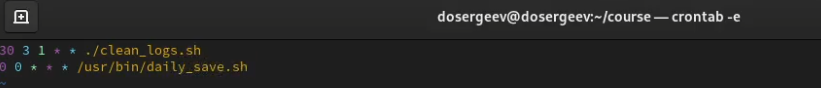 dosergeev@dosergeev:~/course — crontab -e
30 3 1 * * ./clean_logs.sh
0 0 * * * /usr/bin/daily_save.sh
~